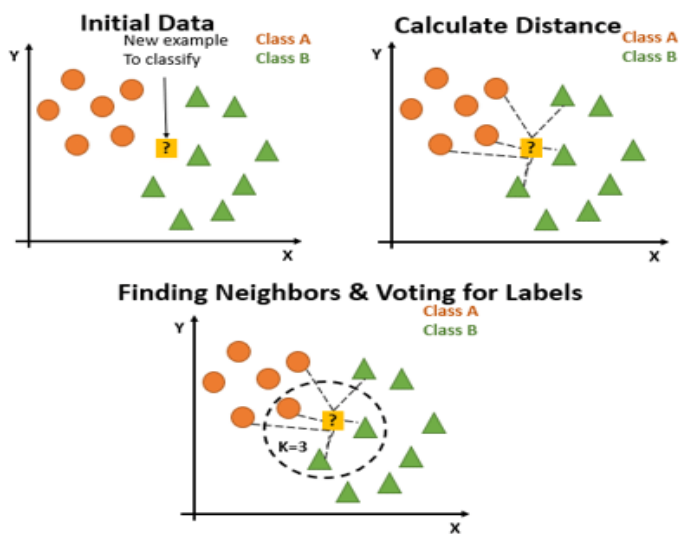 Initial Data
New example
To classify
Class A
Class B
Y
?
X
Calculate Distance
Class A
Class B
Y
?
X
Finding Neighbors & Voting for Labels
Class A
Class B
Y
?
K=3
X